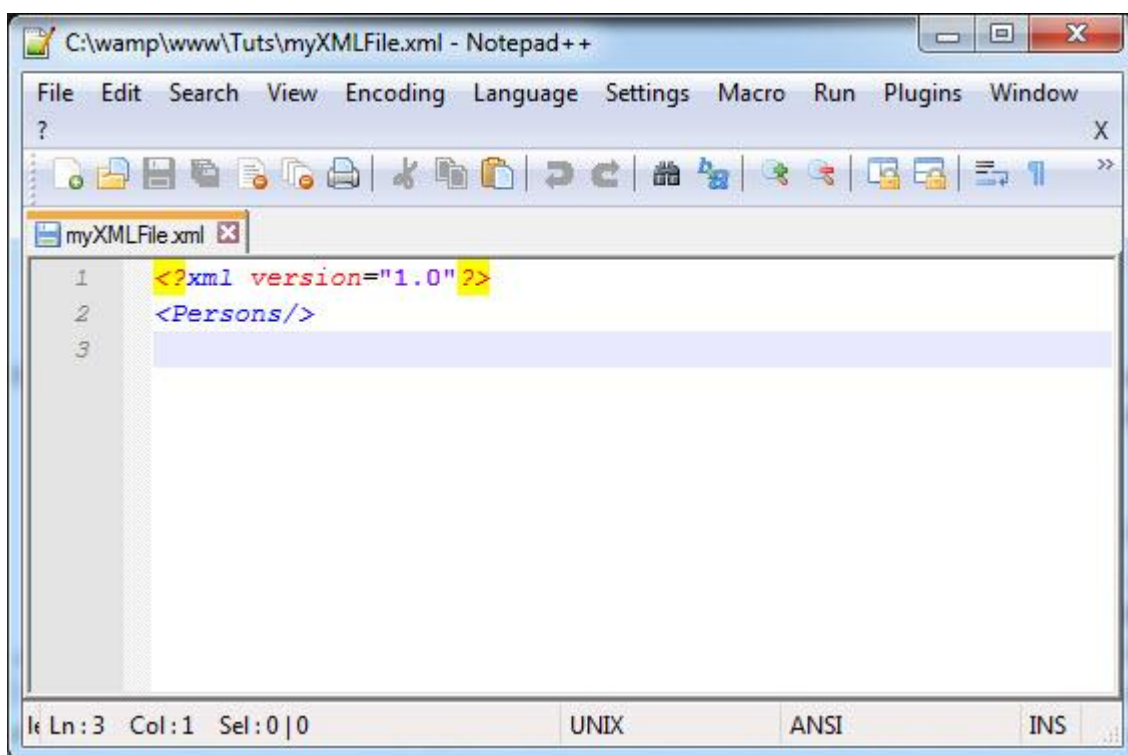 C:\wamp\www\Tuts\myXMLFile.xml - Notepad++
File Edit Search View Encoding Language Settings Macro Run Plugins Window
? X
myXMLFile.xml
1 <?xml version="1.0"?>
2 <Persons/>
3
Ln:3 Col:1 Sel:0|0 UNIX ANSI INS